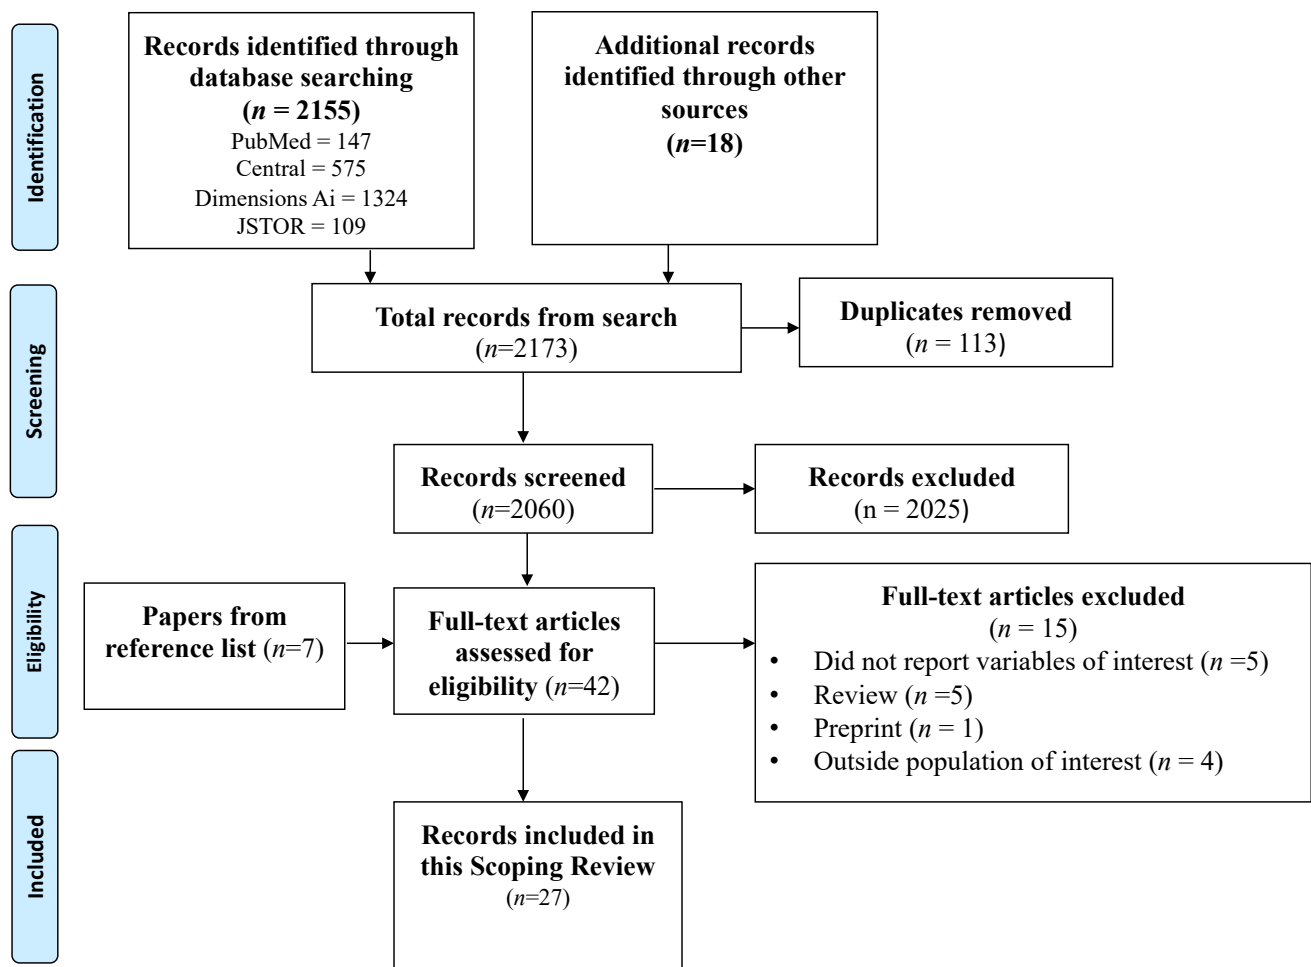 Identification
Records identified through
database searching
(n = 2155)
PubMed = 147
Central = 575
Dimensions Ai = 1324
JSTOR = 109
Additional records
identified through other
sources
(n=18)
Screening
Total records from search
(n=2173)
Duplicates removed
(n = 113)
Records screened
(n=2060)
Records excluded
(n = 2025)
Eligibility
Papers from
reference list (n=7)
Full-text articles
assessed for
eligibility (n=42)
Full-text articles excluded
(n = 15)
• Did not report variables of interest (n =5)
• Review (n =5)
• Preprint (n = 1)
• Outside population of interest (n = 4)
Included
Records included in
this Scoping Review
(n=27)